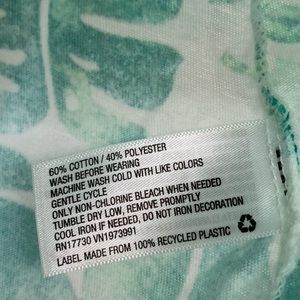 60% COTTON / 40% POLYESTER
WASH BEFORE WEARING
MACHINE WASH COLD WITH LIKE COLORS
GENTLE CYCLE
ONLY NON-CHLORINE BLEACH WHEN NEEDED
TUMBLE DRY LOW, REMOVE PROMPTLY
COOL IRON IF NEEDED, DO NOT IRON DECORATION
RN17730 VN1973991
LABEL MADE FROM 100% RECYCLED PLASTIC